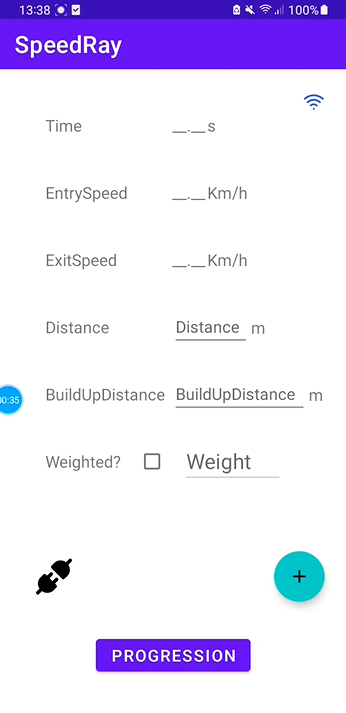 13:38 100%
SpeedRay
Time __.__s
EntrySpeed __.__Km/h
ExitSpeed __.__Km/h
Distance Distance m
00:35
BuildUpDistance BuildUpDistance m
Weighted? Weight
+
PROGRESSION